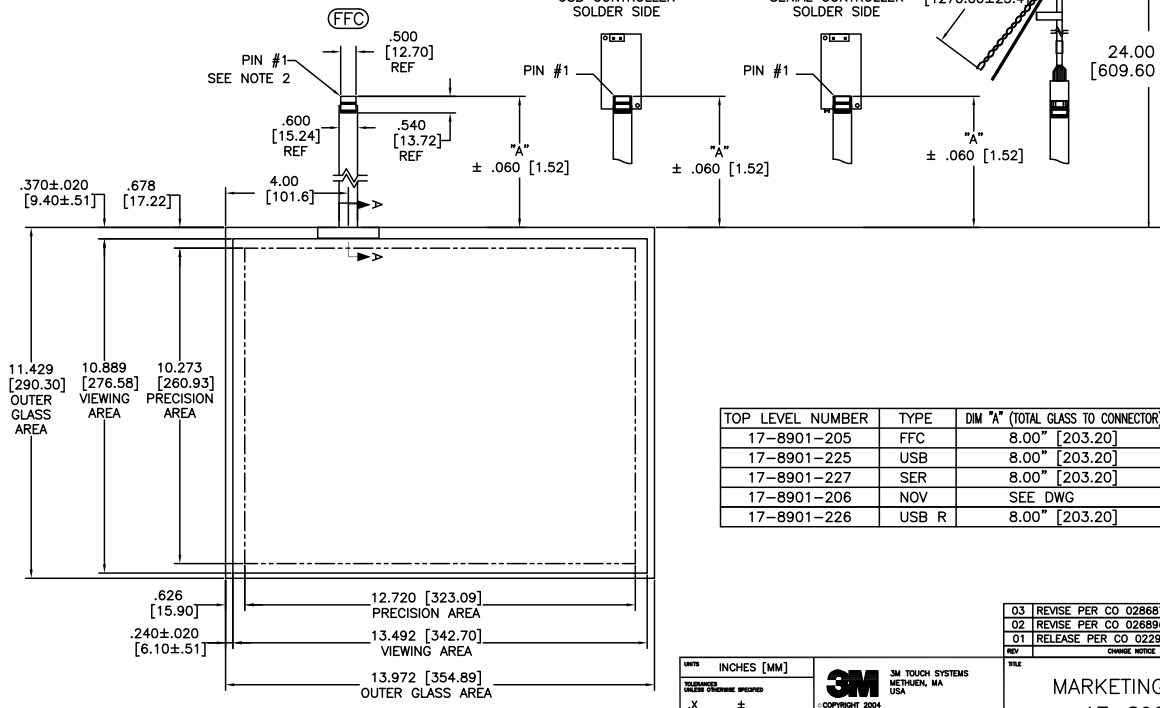 SOLDER SIDE
SOLDER SIDE
FFC
.500
[12.70]
REF
PIN #1
SEE NOTE 2
PIN #1
PIN #1
24.00
[609.60
.600
[15.24]
REF
.540
[13.72]
REF
"A"
± .060 [1.52]
"A"
± .060 [1.52]
"A"
± .060 [1.52]
.370±.020
[9.40±.51]
.678
[17.22]
4.00
[101.6]
A
A
11.429
[290.30]
OUTER
GLASS
AREA
10.889
[276.58]
VIEWING
AREA
10.273
[260.93]
PRECISION
AREA
TOP LEVEL NUMBER TYPE DIM "A" (TOTAL GLASS TO CONNECTOR)
17-8901-205 FFC 8.00" [203.20]
17-8901-225 USB 8.00" [203.20]
17-8901-227 SER 8.00" [203.20]
17-8901-206 NOV SEE DWG
17-8901-226 USB R 8.00" [203.20]
.626
[15.90]
12.720 [323.09]
PRECISION AREA
.240±.020
[6.10±.51]
13.492 [342.70]
VIEWING AREA
13.972 [354.89]
OUTER GLASS AREA
03 REVISE PER CO 02868
02 REVISE PER CO 02689
01 RELEASE PER CO 0229
REV CHANGE NOTICE
UNITS INCHES [MM]
TOLERANCES
UNLESS OTHERWISE SPECIFIED
.X ±
3M
3M TOUCH SYSTEMS
METHUEN, MA
USA
©COPYRIGHT 2004
TITLE
MARKETING